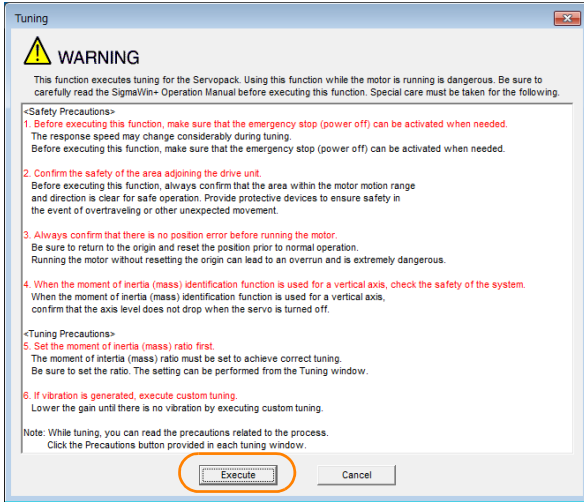 Tuning
WARNING
This function executes tuning for the Servopack. Using this function while the motor is running is dangerous. Be sure to
carefully read the SigmaWin+ Operation Manual before executing this function. Special care must be taken for the following.
<Safety Precautions>
1. Before executing this function, make sure that the emergency stop (power off) can be activated when needed.
The response speed may change considerably during tuning.
Before executing this function, make sure that the emergency stop (power off) can be activated when needed.
2. Confirm the safety of the area adjoining the drive unit.
Before executing this function, always confirm that the area within the motor motion range
and direction is clear for safe operation. Provide protective devices to ensure safety in
the event of overtraveling or other unexpected movement.
3. Always confirm that there is no position error before running the motor.
Be sure to return to the origin and reset the position prior to normal operation.
Running the motor without resetting the origin can lead to an overrun and is extremely dangerous.
4. When the moment of inertia (mass) identification function is used for a vertical axis, check the safety of the system.
When the moment of inertia (mass) identification function is used for a vertical axis,
confirm that the axis level does not drop when the servo is turned off.
<Tuning Precautions>
5. Set the moment of inertia (mass) ratio first.
The moment of intertia (mass) ratio must be set to achieve correct tuning.
Be sure to set the ratio. The setting can be performed from the Tuning window.
6. If vibration is generated, execute custom tuning.
Lower the gain until there is no vibration by executing custom tuning.
Note: While tuning, you can read the precautions related to the process.
Click the Precautions button provided in each tuning window.
Execute Cancel